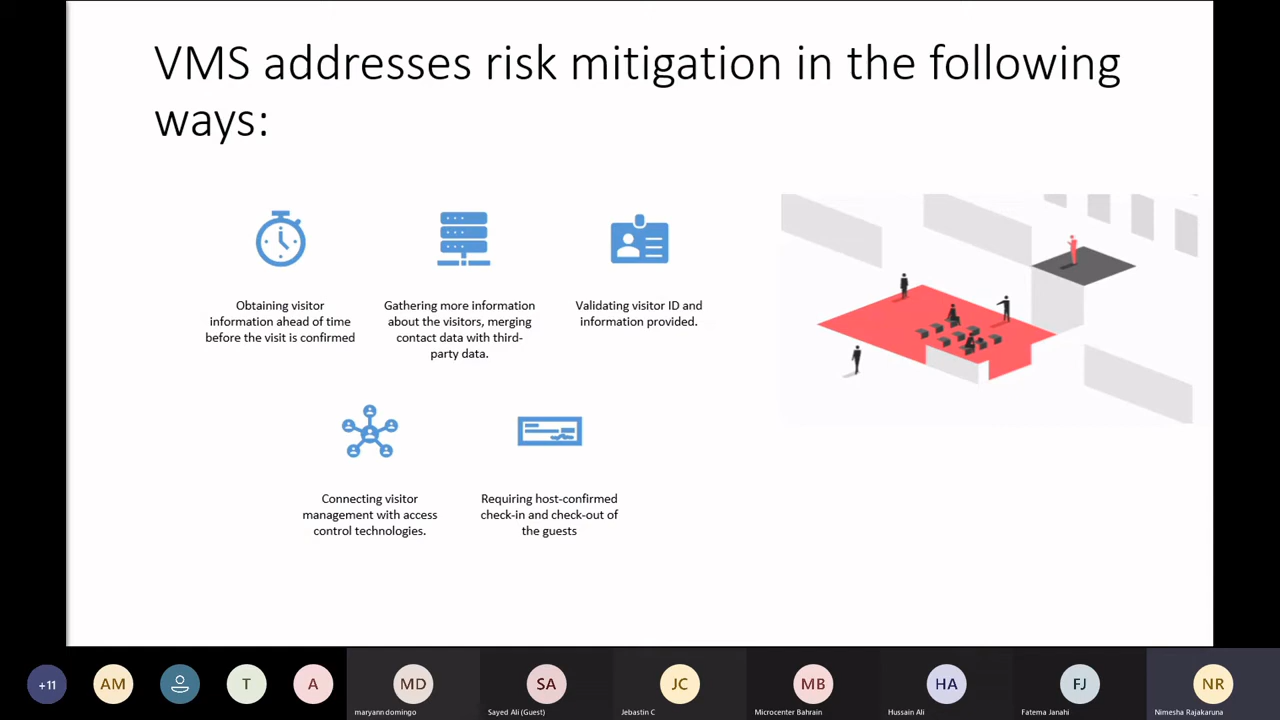 VMS addresses risk mitigation in the following
ways:
Obtaining visitor
information ahead of time
before the visit is confirmed
Gathering more information
about the visitors, merging
contact data with third-
party data.
Validating visitor ID and
information provided.
Connecting visitor
management with access
control technologies.
Requiring host-confirmed
check-in and check-out of
the guests
+11
AM
T
A
MD
maryann domingo
SA
Sayed Ali (Guest)
JC
Jebastin C
MB
Microcenter Bahrain
HA
Hussain Ali
FJ
Fatema Janahi
NR
Nimesha Rajakaruna